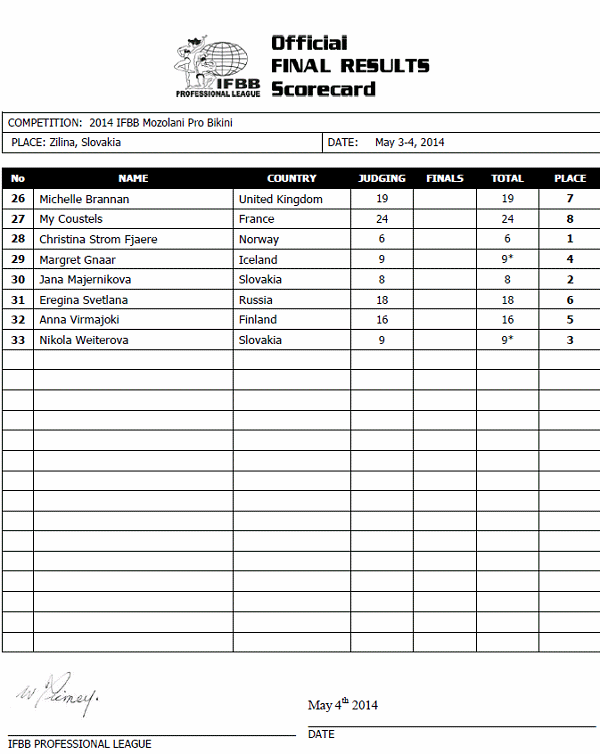 Official
FINAL RESULTS
Scorecard
IFBB
PROFESSIONAL LEAGUE
COMPETITION: 2014 IFBB Mozolani Pro Bikini
PLACE: Zilina, Slovakia DATE: May 3-4, 2014
No NAME COUNTRY JUDGING FINALS TOTAL PLACE
26 Michelle Brannan United Kingdom 19 19 7
27 My Coustels France 24 24 8
28 Christina Strom Fjaere Norway 6 6 1
29 Margret Gnaar Iceland 9 9* 4
30 Jana Majernikova Slovakia 8 8 2
31 Eregina Svetlana Russia 18 18 6
32 Anna Virmajoki Finland 16 16 5
33 Nikola Weiterova Slovakia 9 9* 3
May 4th 2014
IFBB PROFESSIONAL LEAGUE DATE